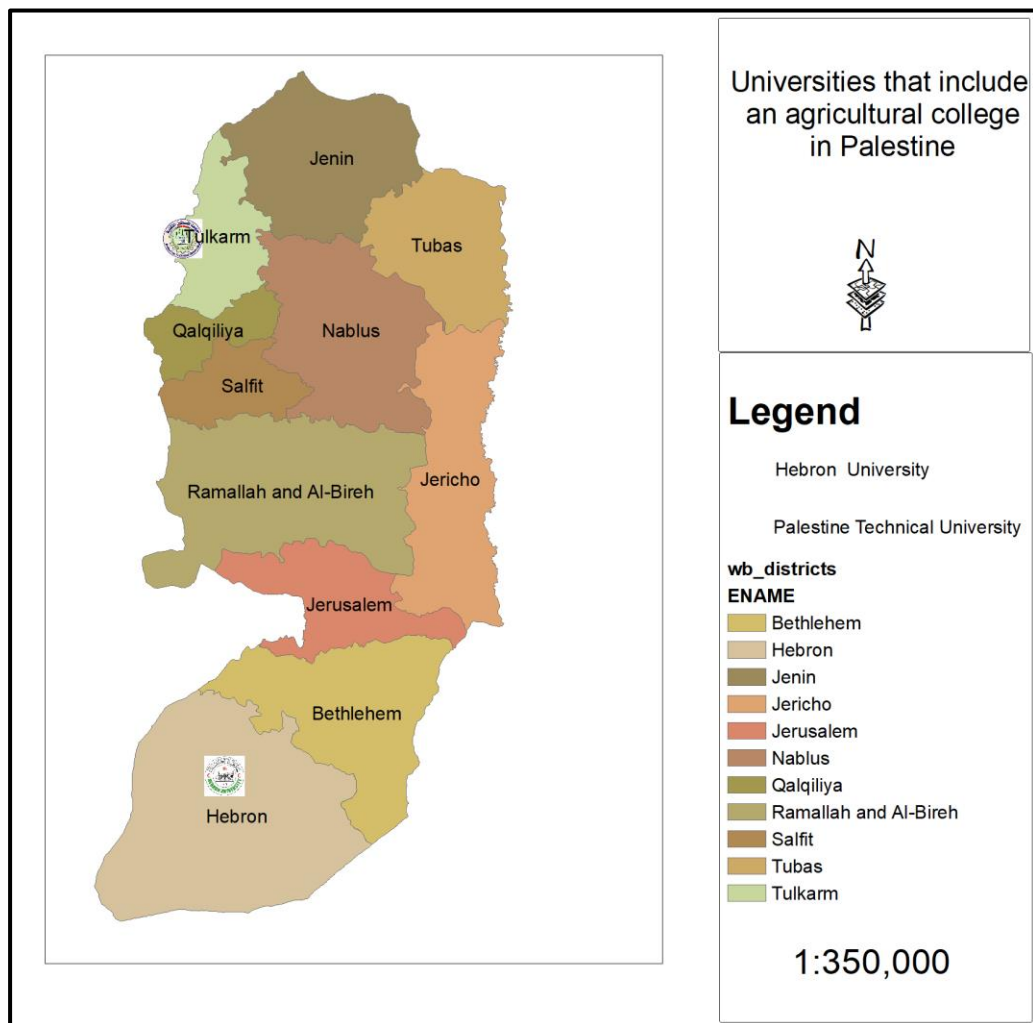 Universities that include
an agricultural college
in Palestine
N
Jenin
Tulkarm
Tubas
Qalqiliya
Nablus
Salfit
Ramallah and Al-Bireh
Jericho
Jerusalem
Bethlehem
Hebron
Legend
Hebron University
Palestine Technical University
wb_districts
ENAME
Bethlehem
Hebron
Jenin
Jericho
Jerusalem
Nablus
Qalqiliya
Ramallah and Al-Bireh
Salfit
Tubas
Tulkarm
1:350,000